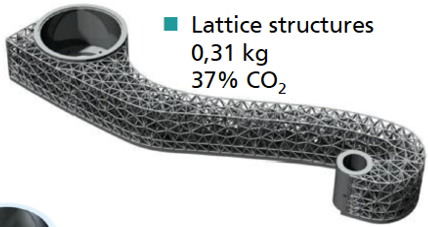 Lattice structures
0,31 kg
37% CO₂